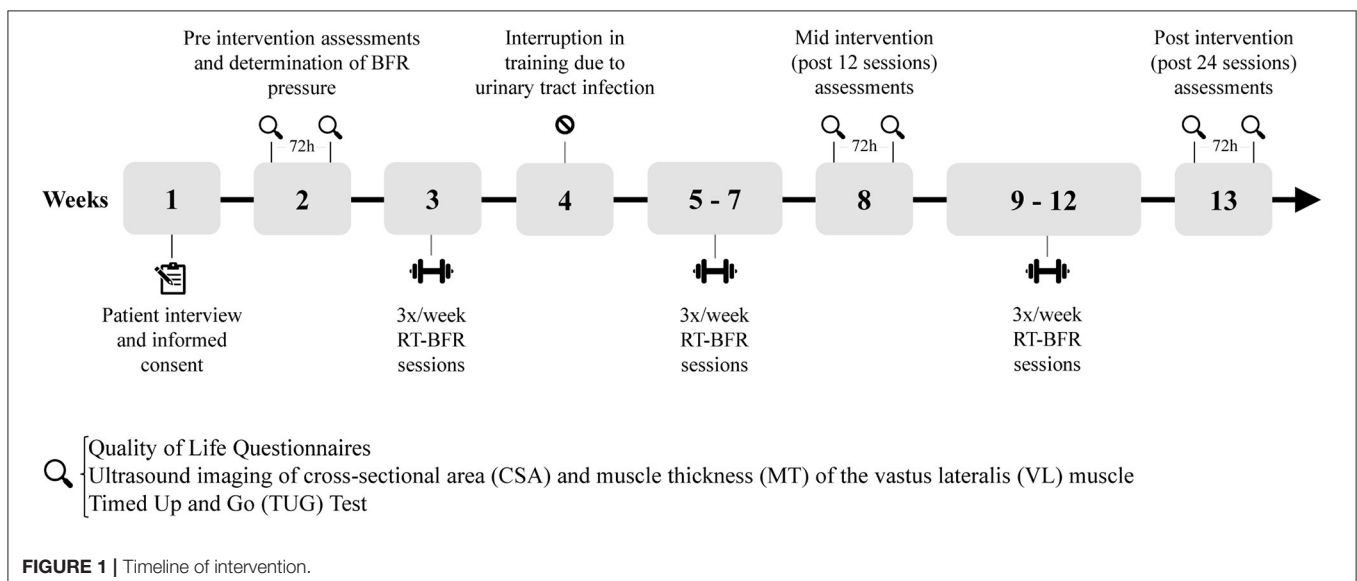 Pre intervention assessments
and determination of BFR
pressure
Interruption in
training due to
urinary tract infection
Mid intervention
(post 12 sessions)
assessments
Post intervention
(post 24 sessions)
assessments
72h
72h
72h
Weeks
1
2
3
4
5 - 7
8
9 - 12
13
Patient interview
and informed
consent
3x/week
RT-BFR
sessions
3x/week
RT-BFR
sessions
3x/week
RT-BFR
sessions
Quality of Life Questionnaires
Ultrasound imaging of cross-sectional area (CSA) and muscle thickness (MT) of the vastus lateralis (VL) muscle
Timed Up and Go (TUG) Test
FIGURE 1 | Timeline of intervention.